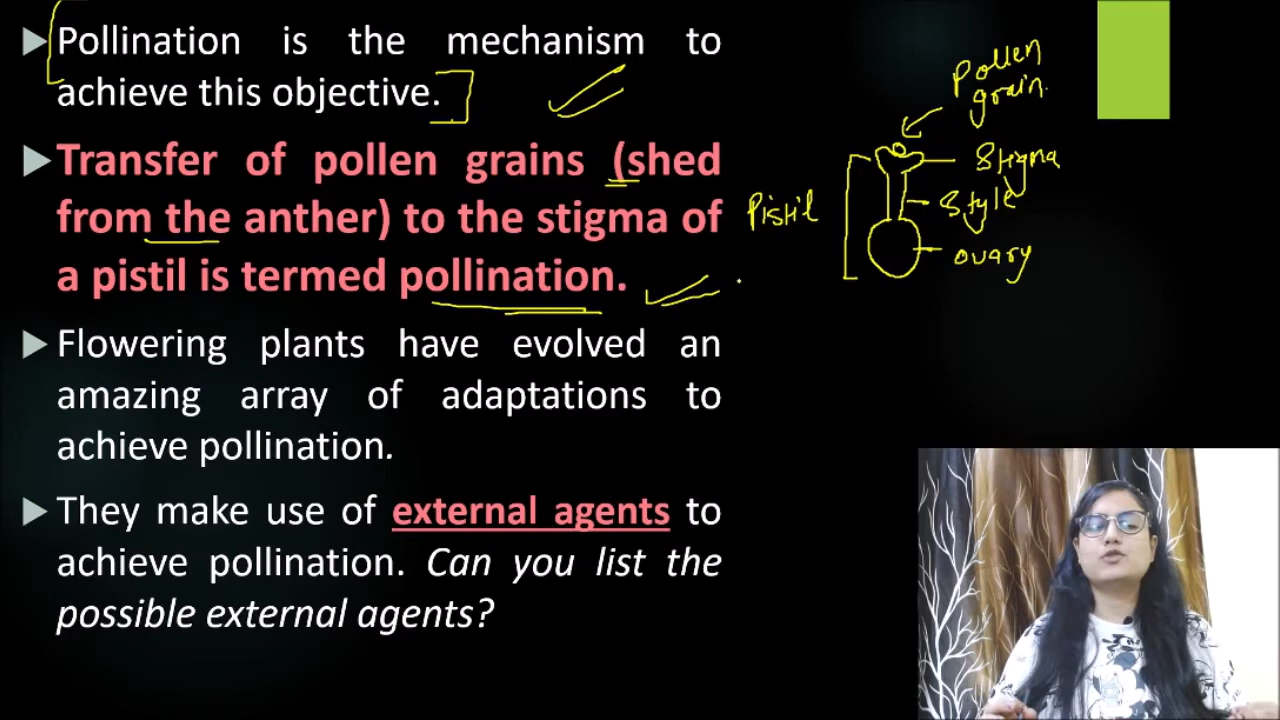 Pollination is the mechanism to
achieve this objective.
Transfer of pollen grains (shed
from the anther) to the stigma of
a pistil is termed pollination.
Flowering plants have evolved an
amazing array of adaptations to
achieve pollination.
They make use of external agents to
achieve pollination. Can you list the
possible external agents?
Pollen
grain.
Stigma
Pistil
Style
ovary